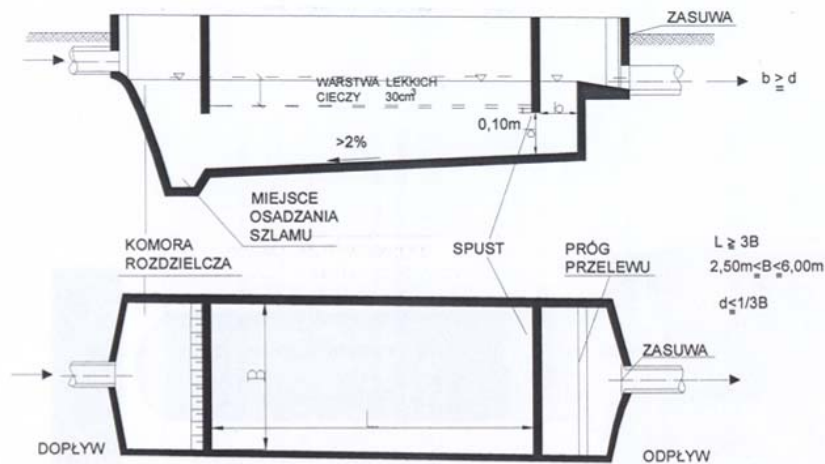 ZASUWA
b ≥ d
WARSTWA LEKKICH
CIECZY 30cm³
b
0,10m
d
>2%
MIEJSCE
OSADZANIA
SZLAMU
KOMORA
ROZDZIELCZA
SPUST
PRÓG
PRZELEWU
L ≧ 3B
2,50m≤B≤6,00m
d≤1/3B
ZASUWA
B
L
DOPŁYW
ODPŁYW